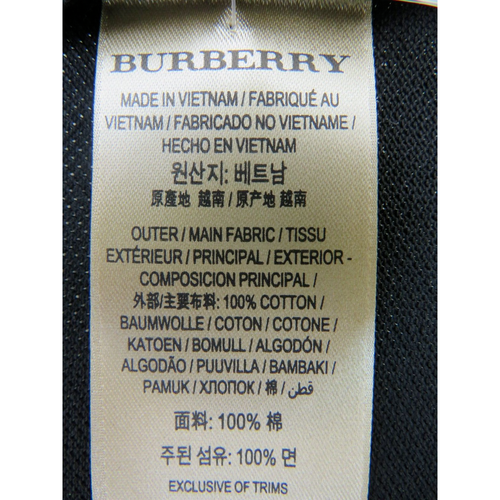 BURBERRY
MADE IN VIETNAM / FABRIQUÉ AU
VIETNAM / FABRICADO NO VIETNAME /
HECHO EN VIETNAM
원산지: 베트남
原產地 越南 / 原产地 越南
OUTER / MAIN FABRIC / TISSU
EXTÉRIEUR / PRINCIPAL / EXTERIOR -
COMPOSICION PRINCIPAL /
外部/主要布料: 100% COTTON /
BAUMWOLLE / COTON / COTONE /
KATOEN / BOMULL / ALGODÓN /
ALGODÃO / PUUVILLA / BAMBAKI /
PAMUK / ХЛОПОК / 棉 / قطن
面料: 100% 棉
주된 섬유: 100% 면
EXCLUSIVE OF TRIMS